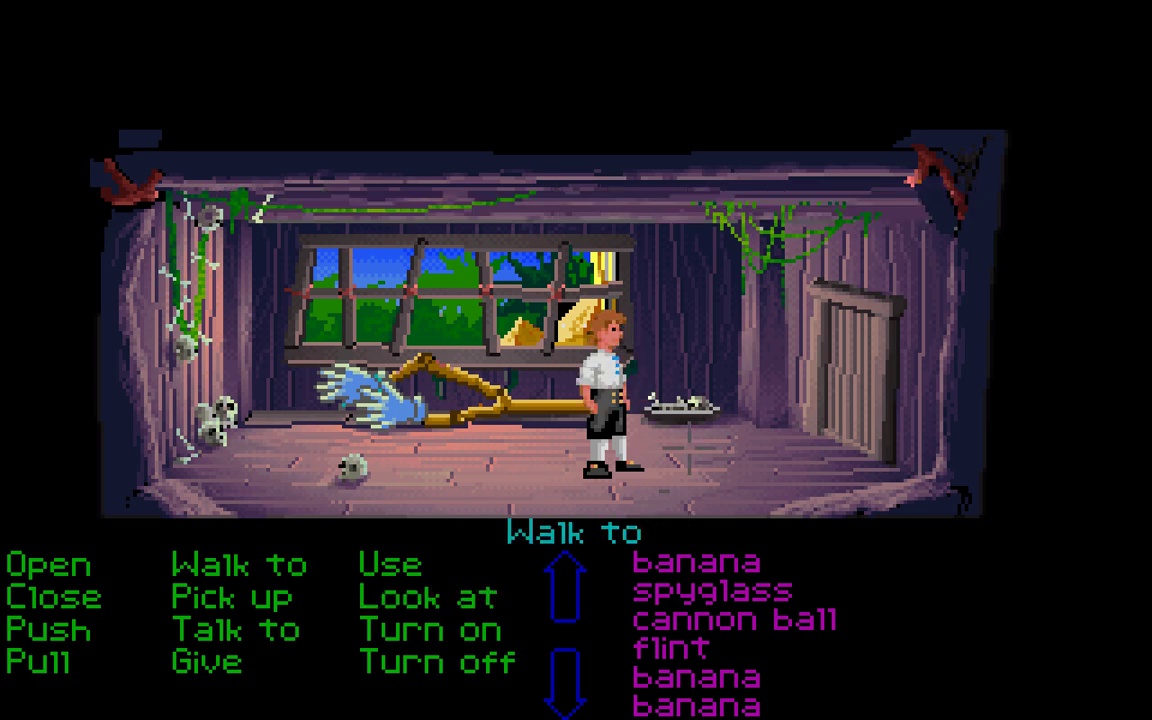 Walk to
Open Walk to Use
Close Pick up Look at
Push Talk to Turn on
Pull Give Turn off
banana
spyglass
cannon ball
flint
banana
banana